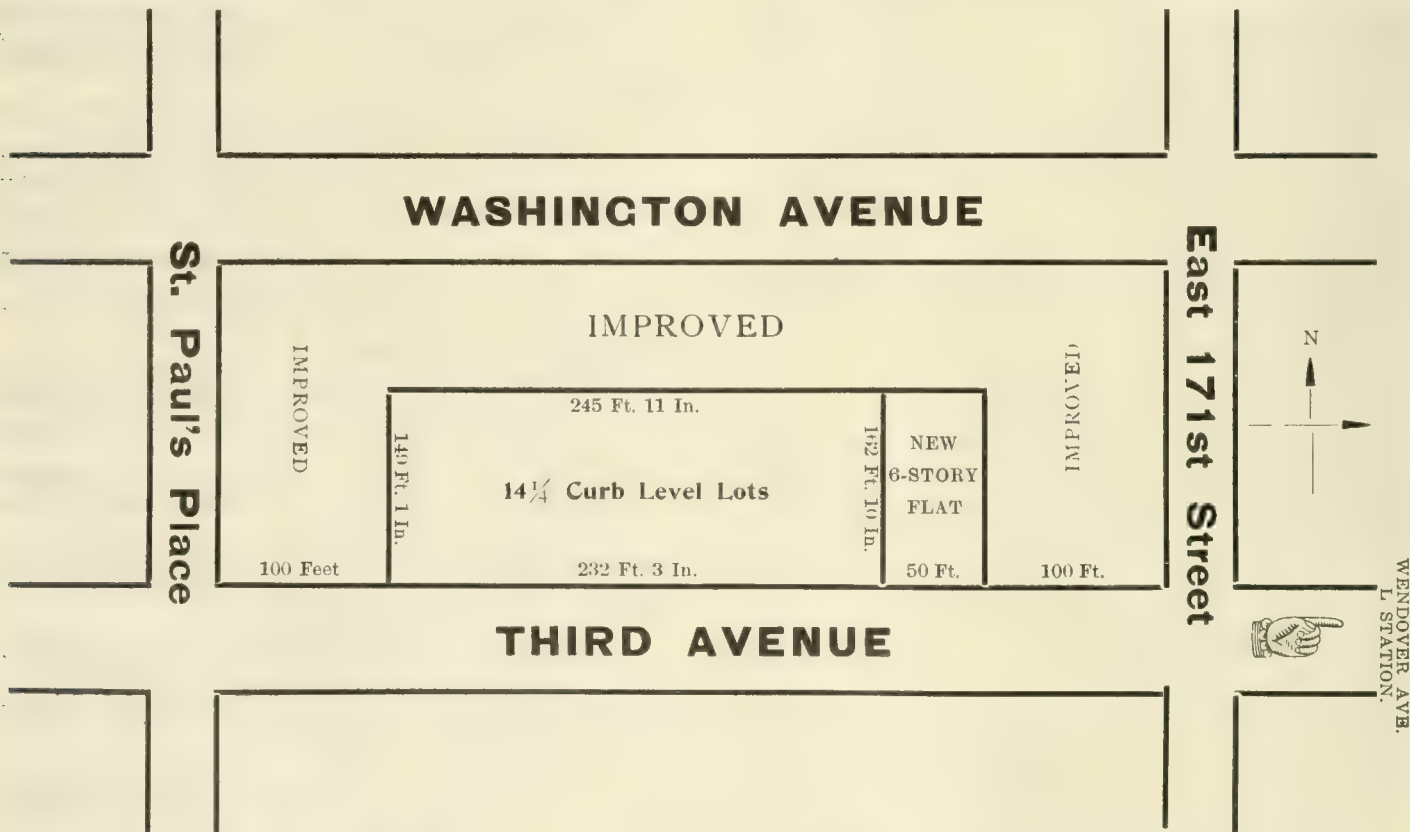 WASHINGTON AVENUE
St. Paul's Place
East 171st Street
IMPROVED
IMPROVED
IMPROVED
N
245 Ft. 11 In.
149 Ft. 1 In.
14¼ Curb Level Lots
162 Ft. 10 In.
NEW
6-STORY
FLAT
100 Feet
232 Ft. 3 In.
50 Ft.
100 Ft.
THIRD AVENUE
WENDOVER AVE.
L STATION.